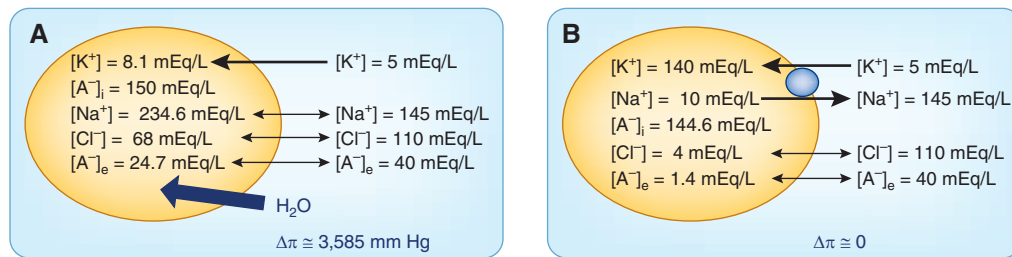 A
[K⁺] = 8.1 mEq/L [K⁺] = 5 mEq/L
[A⁻]ᵢ = 150 mEq/L
[Na⁺] = 234.6 mEq/L [Na⁺] = 145 mEq/L
[Cl⁻] = 68 mEq/L [Cl⁻] = 110 mEq/L
[A⁻]ₑ = 24.7 mEq/L [A⁻]ₑ = 40 mEq/L
H₂O
Δπ ≅ 3,585 mm Hg
B
[K⁺] = 140 mEq/L [K⁺] = 5 mEq/L
[Na⁺] = 10 mEq/L [Na⁺] = 145 mEq/L
[A⁻]ᵢ = 144.6 mEq/L
[Cl⁻] = 4 mEq/L [Cl⁻] = 110 mEq/L
[A⁻]ₑ = 1.4 mEq/L [A⁻]ₑ = 40 mEq/L
Δπ ≅ 0